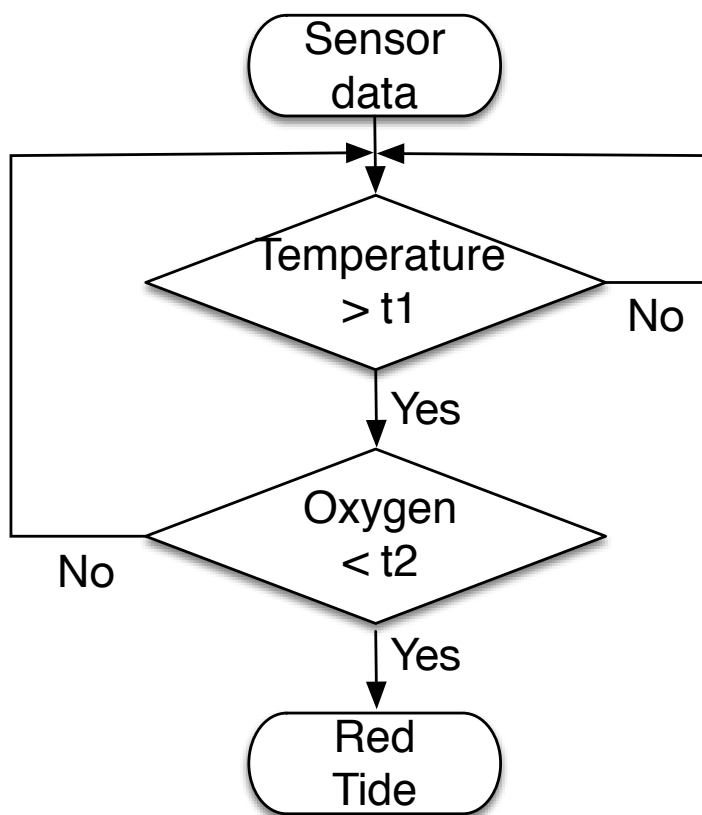 Sensor
data
Temperature
> t1
No
Yes
Oxygen
< t2
No
Yes
Red
Tide